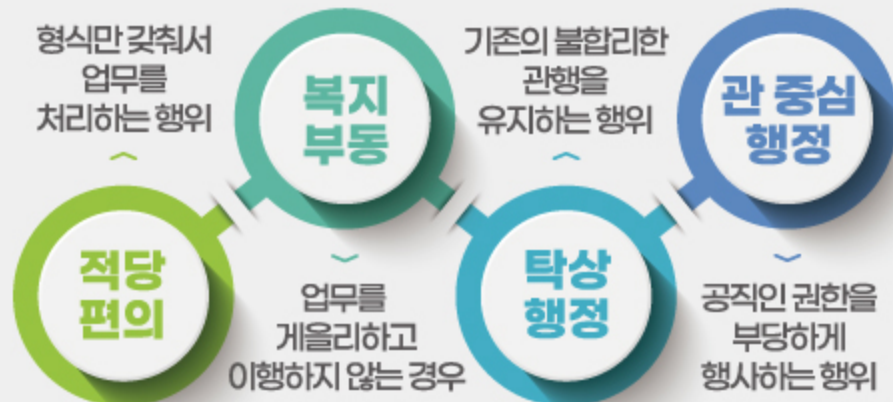 형식만 갖춰서
업무를
처리하는 행위
적당
편의
복지
부동
업무를
게을리하고
이행하지 않는 경우
기존의 불합리한
관행을
유지하는 행위
탁상
행정
관 중심
행정
공직인 권한을
부당하게
행사하는 행위